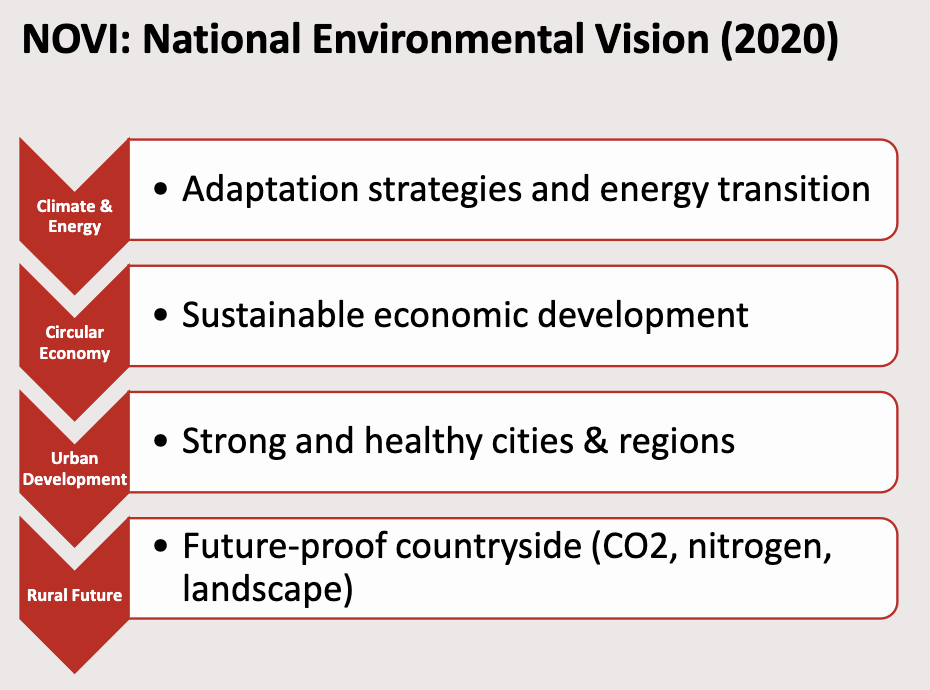 NOVI: National Environmental Vision (2020)
Climate &
Energy
• Adaptation strategies and energy transition
Circular
Economy
• Sustainable economic development
Urban
Development
• Strong and healthy cities & regions
Rural Future
• Future-proof countryside (CO2, nitrogen,
landscape)